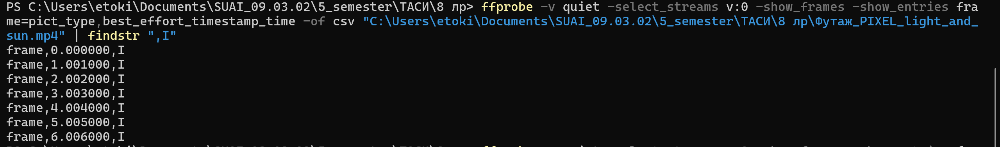 PS C:\Users\etoki\Documents\SUAI_09.03.02\5_semester\ТАСИ\8 лр> ffprobe -v quiet -select_streams v:0 -show_frames -show_entries fra
me=pict_type,best_effort_timestamp_time -of csv "C:\Users\etoki\Documents\SUAI_09.03.02\5_semester\ТАСИ\8 лр\Футаж_PIXEL_light_and_
sun.mp4" | findstr ",I"
frame,0.000000,I
frame,1.001000,I
frame,2.002000,I
frame,3.003000,I
frame,4.004000,I
frame,5.005000,I
frame,6.006000,I